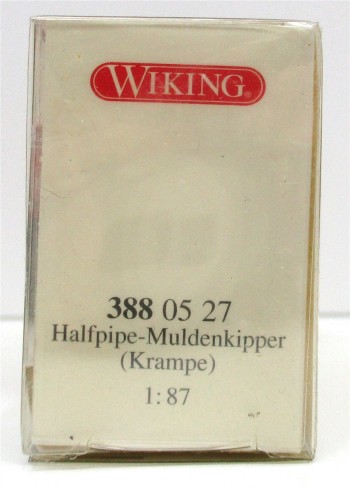 WIKING
388 05 27
Halfpipe-Muldenkipper
(Krampe)
1:87